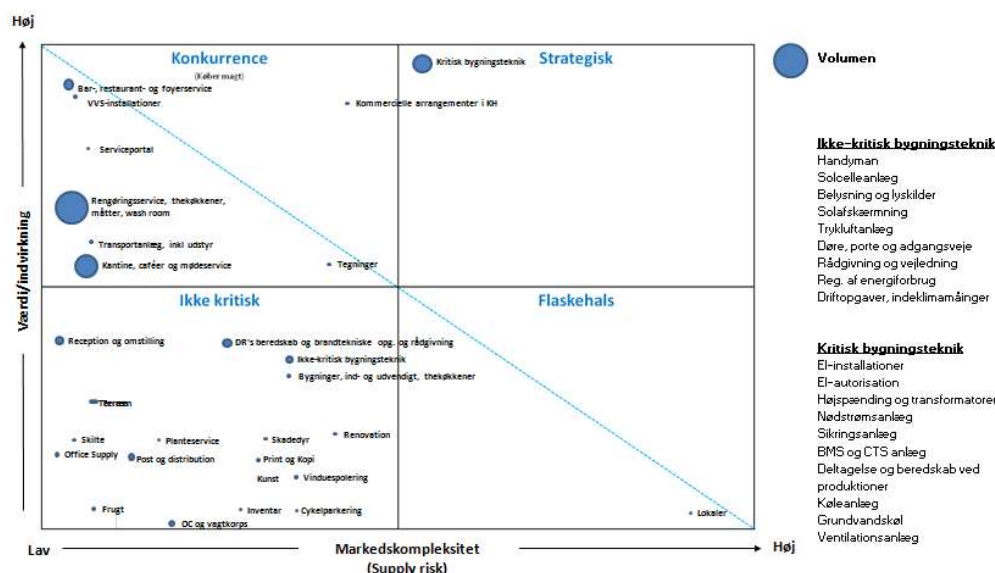 Høj
Konkurrence
(Køber magt)
Strategisk
Kritisk bygningsteknik
Volumen
Bar-, restaurant- og foyerservice
VVS-installationer
Kommercielle arrangementer i KH
Serviceportal
Rengøringsservice, thekøkkener,
måtter, wash room
Transportanlæg, inkl udstyr
Kantine, caféer og mødeservice
Tegninger
Værdi/indvirkning
Ikke kritisk
Flaskehals
Reception og omstilling
DR's beredskab og brandtekniske opg. og rådgivning
Ikke-kritisk bygningsteknik
Bygninger, ind- og udvendigt, thekøkkener
Skilte
Planteservice
Skadedyr
Renovation
Office Supply
Post og distribution
Print og Kopi
Kunst
Vinduespolering
Frugt
OC og vagtkorps
Inventar
Cykelparkering
Lokaler
Lav
Markedskompleksitet
(Supply risk)
Høj
Ikke-kritisk bygningsteknik
Handyman
Solcelleanlæg
Belysning og lyskilder
Solafskærmning
Trykluftanlæg
Døre, porte og adgangsveje
Rådgivning og vejledning
Reg. af energiforbrug
Driftopgaver, indeklimamåinger
Kritisk bygningsteknik
El-installationer
El-autorisation
Højspænding og transformatorer
Nødstrømsanlæg
Sikringsanlæg
BMS og CTS anlæg
Deltagelse og beredskab ved
produktioner
Køleanlæg
Grundvandskøl
Ventilationsanlæg